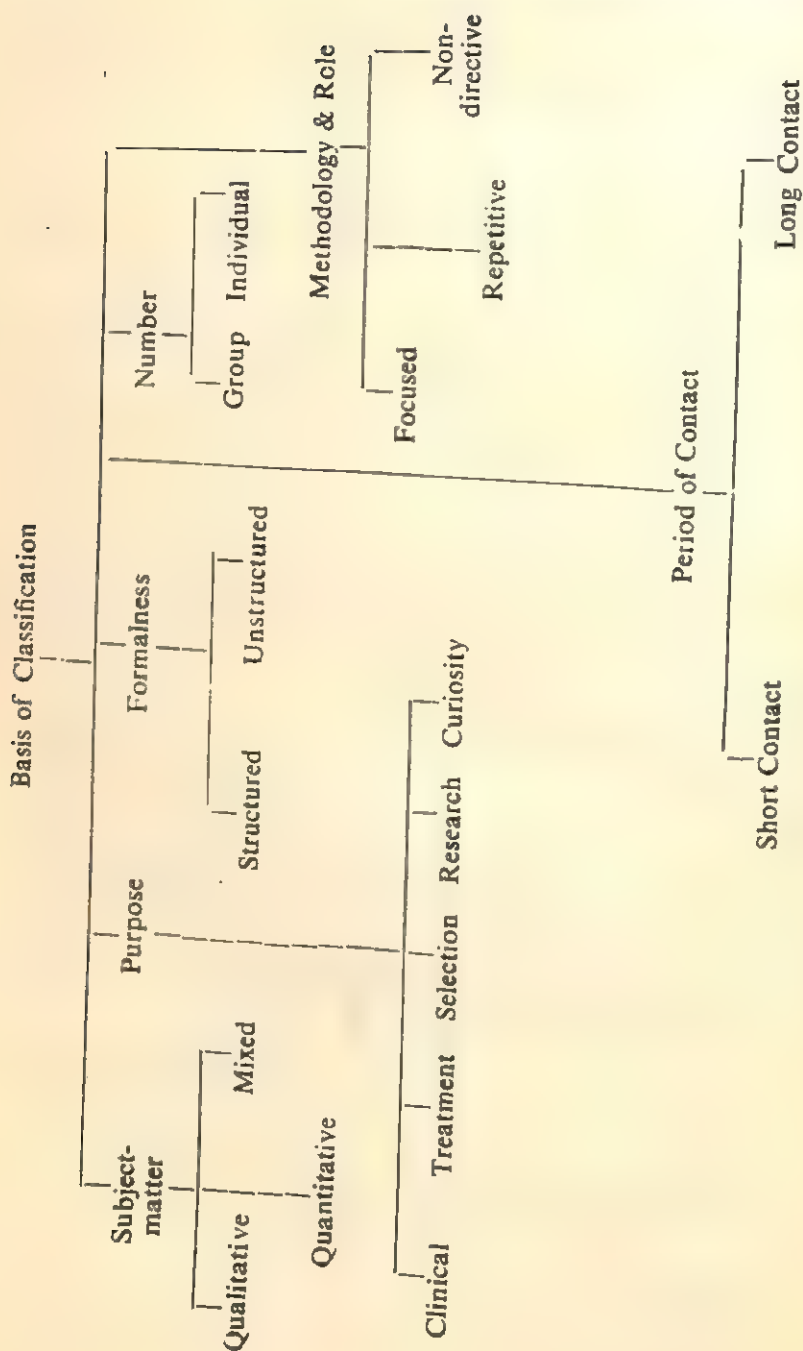 Basis of Classification
Subject-
matter
Purpose
Formalness
Number
Methodology & Role
Qualitative
Quantitative
Mixed
Structured
Unstructured
Group
Individual
Focused
Repetitive
Non-
directive
Clinical
Treatment
Selection
Research
Curiosity
Period of Contact
Short Contact
Long Contact